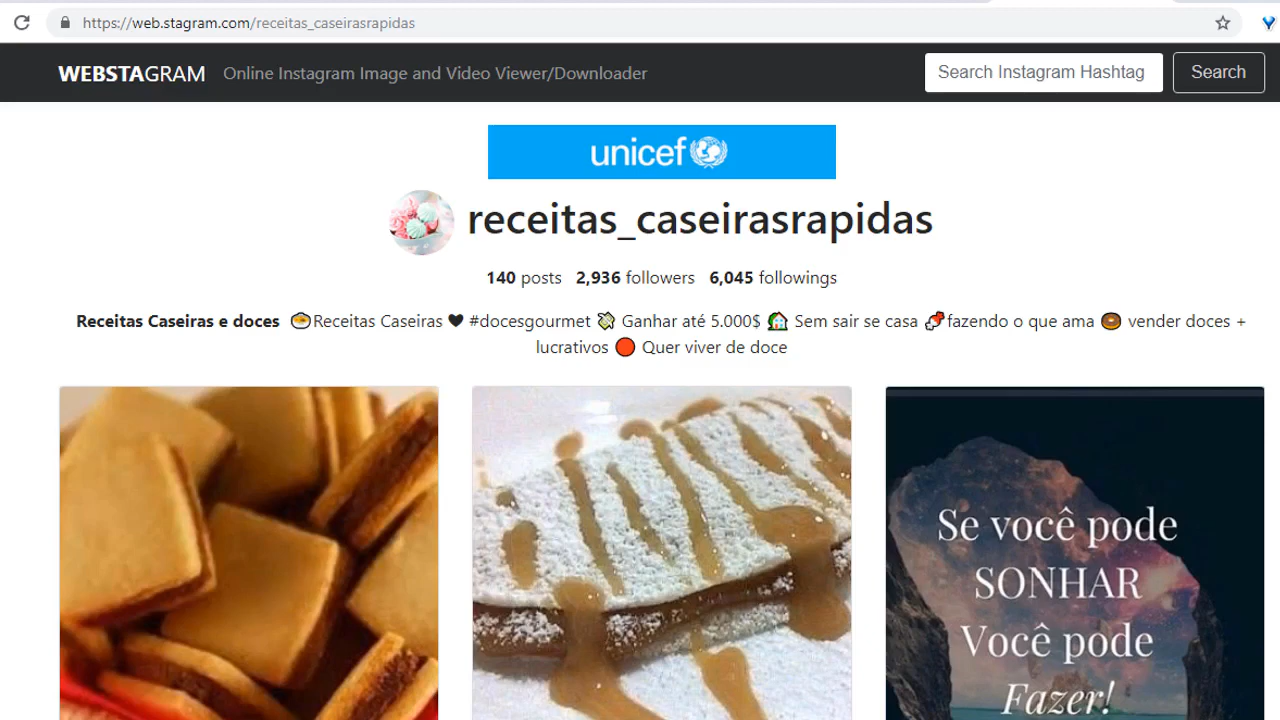 https://web.stagram.com/receitas_caseirasrapidas
WEBSTAGRAM Online Instagram Image and Video Viewer/Downloader Search Instagram Hashtag Search
unicef
receitas_caseirasrapidas
140 posts 2,936 followers 6,045 followings
Receitas Caseiras e doces 🍲Receitas Caseiras ♥ #docesgourmet 💸 Ganhar até 5.000$ 🏡 Sem sair se casa 💞fazendo o que ama 🍩 vender doces +
lucrativos 🔴 Quer viver de doce
Se você pode
SONHAR
Você pode
Fazer!